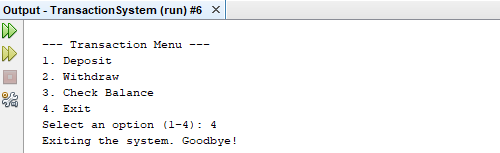 Output - TransactionSystem (run) #6 ×
--- Transaction Menu ---
1. Deposit
2. Withdraw
3. Check Balance
4. Exit
Select an option (1-4): 4
Exiting the system. Goodbye!